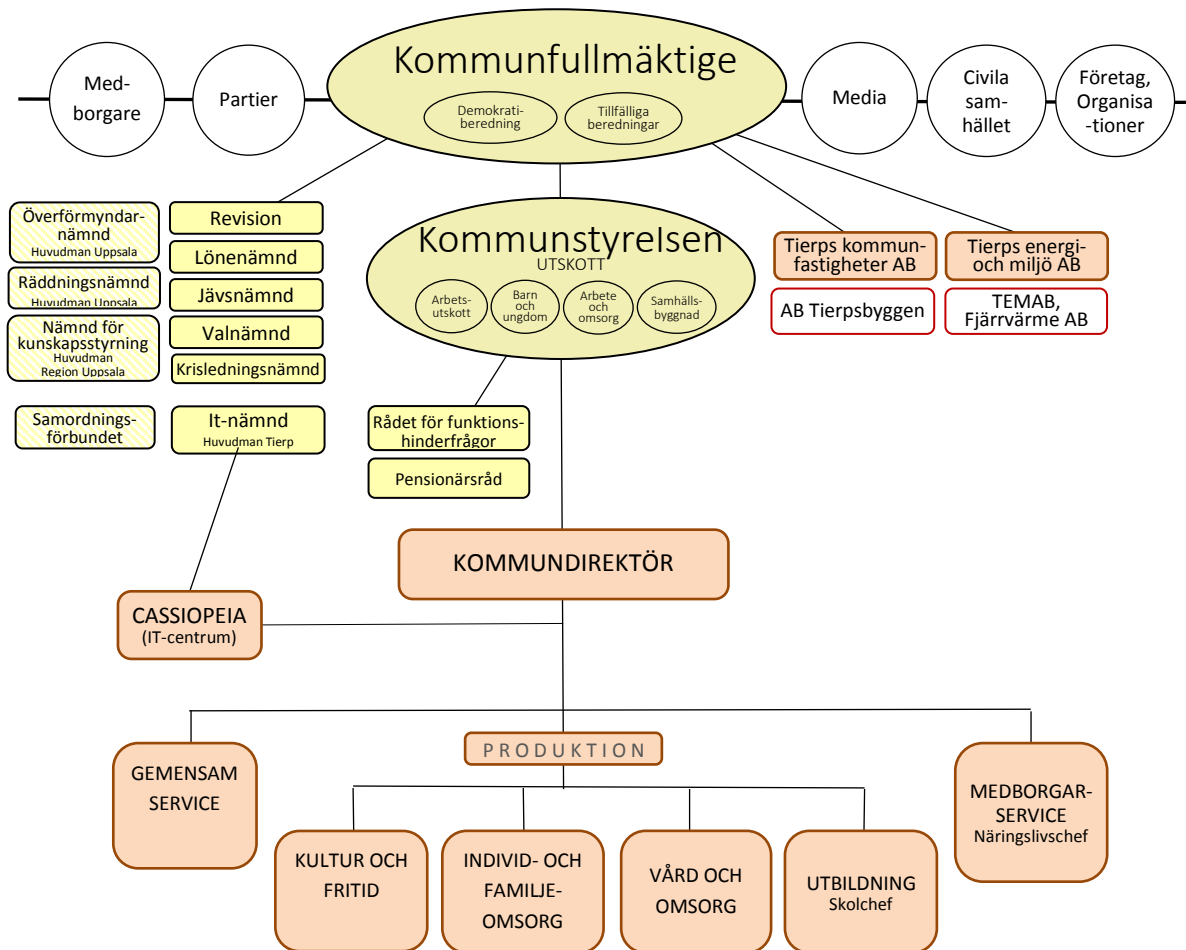 Kommunfullmäktige
Demokrati-
beredning
Tillfälliga
beredningar
Med-
borgare
Partier
Media
Civila
sam-
hället
Företag,
Organisa
-tioner
Överförmyndar-
nämnd
Huvudman Uppsala
Räddningsnämnd
Huvudman Uppsala
Nämnd för
kunskapsstyrning
Huvudman
Region Uppsala
Samordnings-
förbundet
Revision
Lönenämnd
Jävsnämnd
Valnämnd
Krisledningsnämnd
It-nämnd
Huvudman Tierp
Kommunstyrelsen
UTSKOTT
Arbets-
utskott
Barn
och
ungdom
Arbete
och
omsorg
Samhälls-
byggnad
Tierps kommun-
fastigheter AB
Tierps energi-
och miljö AB
AB Tierpsbyggen
TEMAB,
Fjärrvärme AB
Rådet för funktions-
hinderfrågor
Pensionärsråd
KOMMUNDIREKTÖR
CASSIOPEIA
(IT-centrum)
PRODUKTION
GEMENSAM
SERVICE
MEDBORGAR-
SERVICE
Näringslivschef
KULTUR OCH
FRITID
INDIVID- OCH
FAMILJE-
OMSORG
VÅRD OCH
OMSORG
UTBILDNING
Skolchef